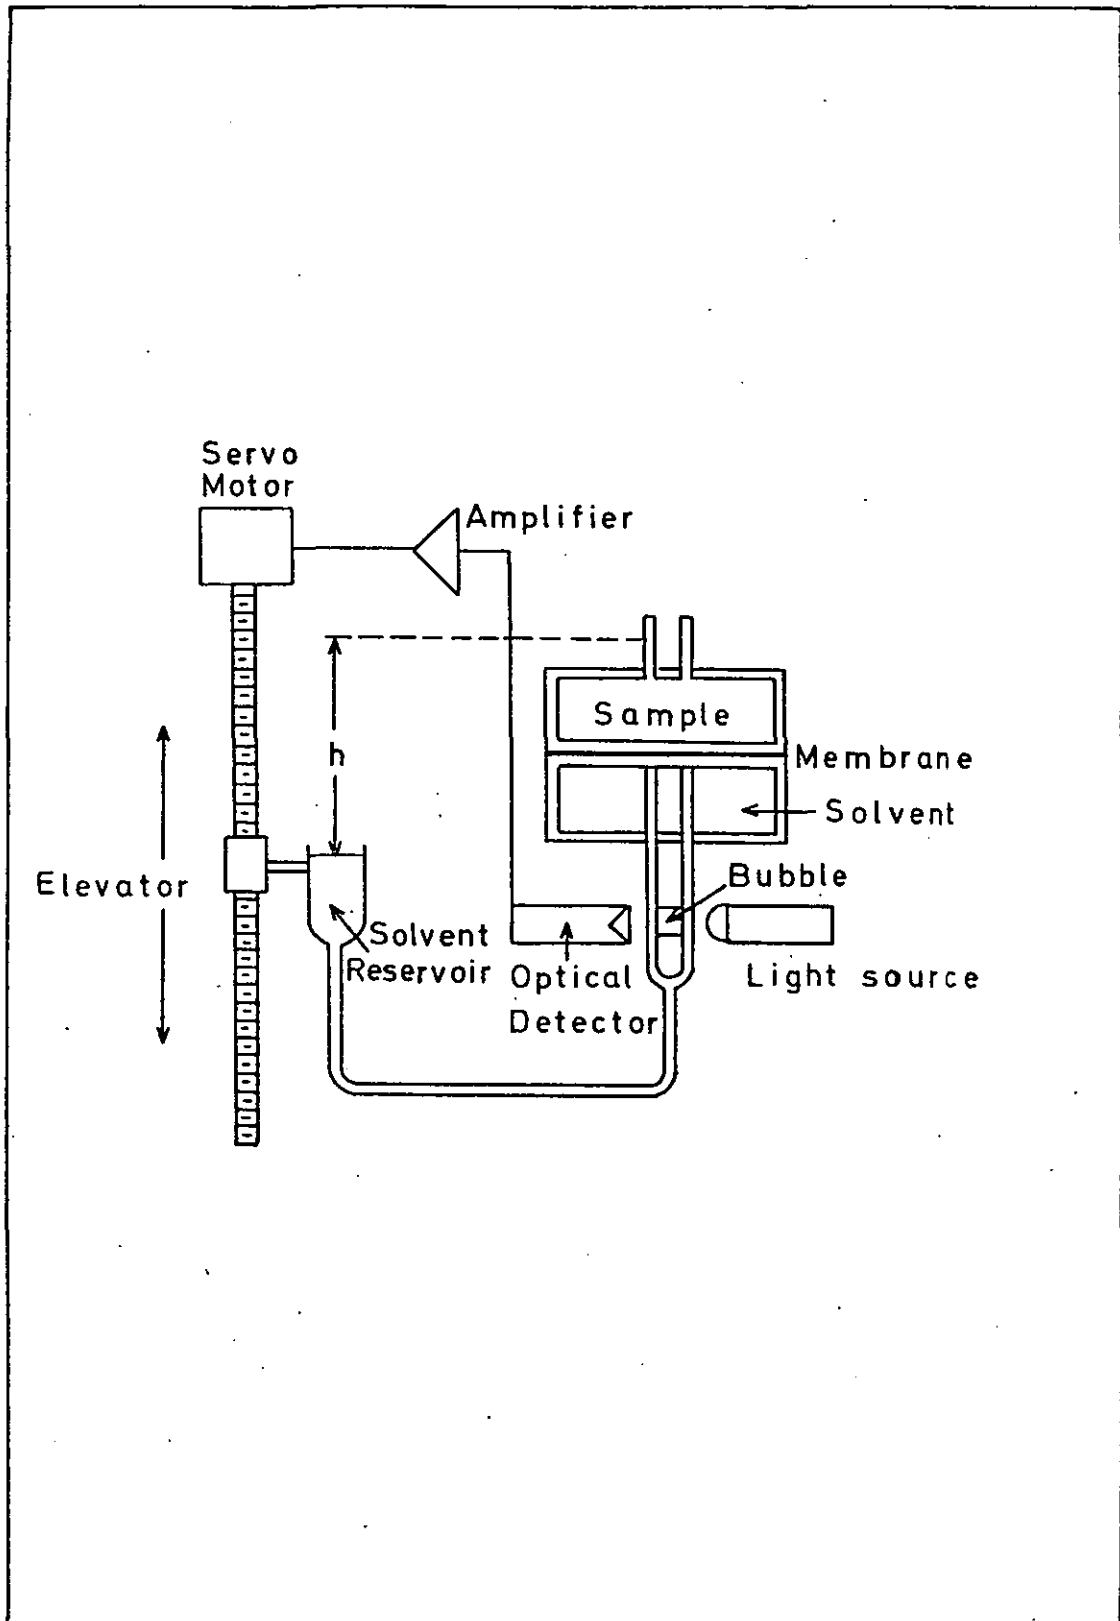 Servo
Motor
Amplifier
Sample
h
Membrane
Solvent
Bubble
Elevator
Solvent
Reservoir
Optical
Detector
Light source